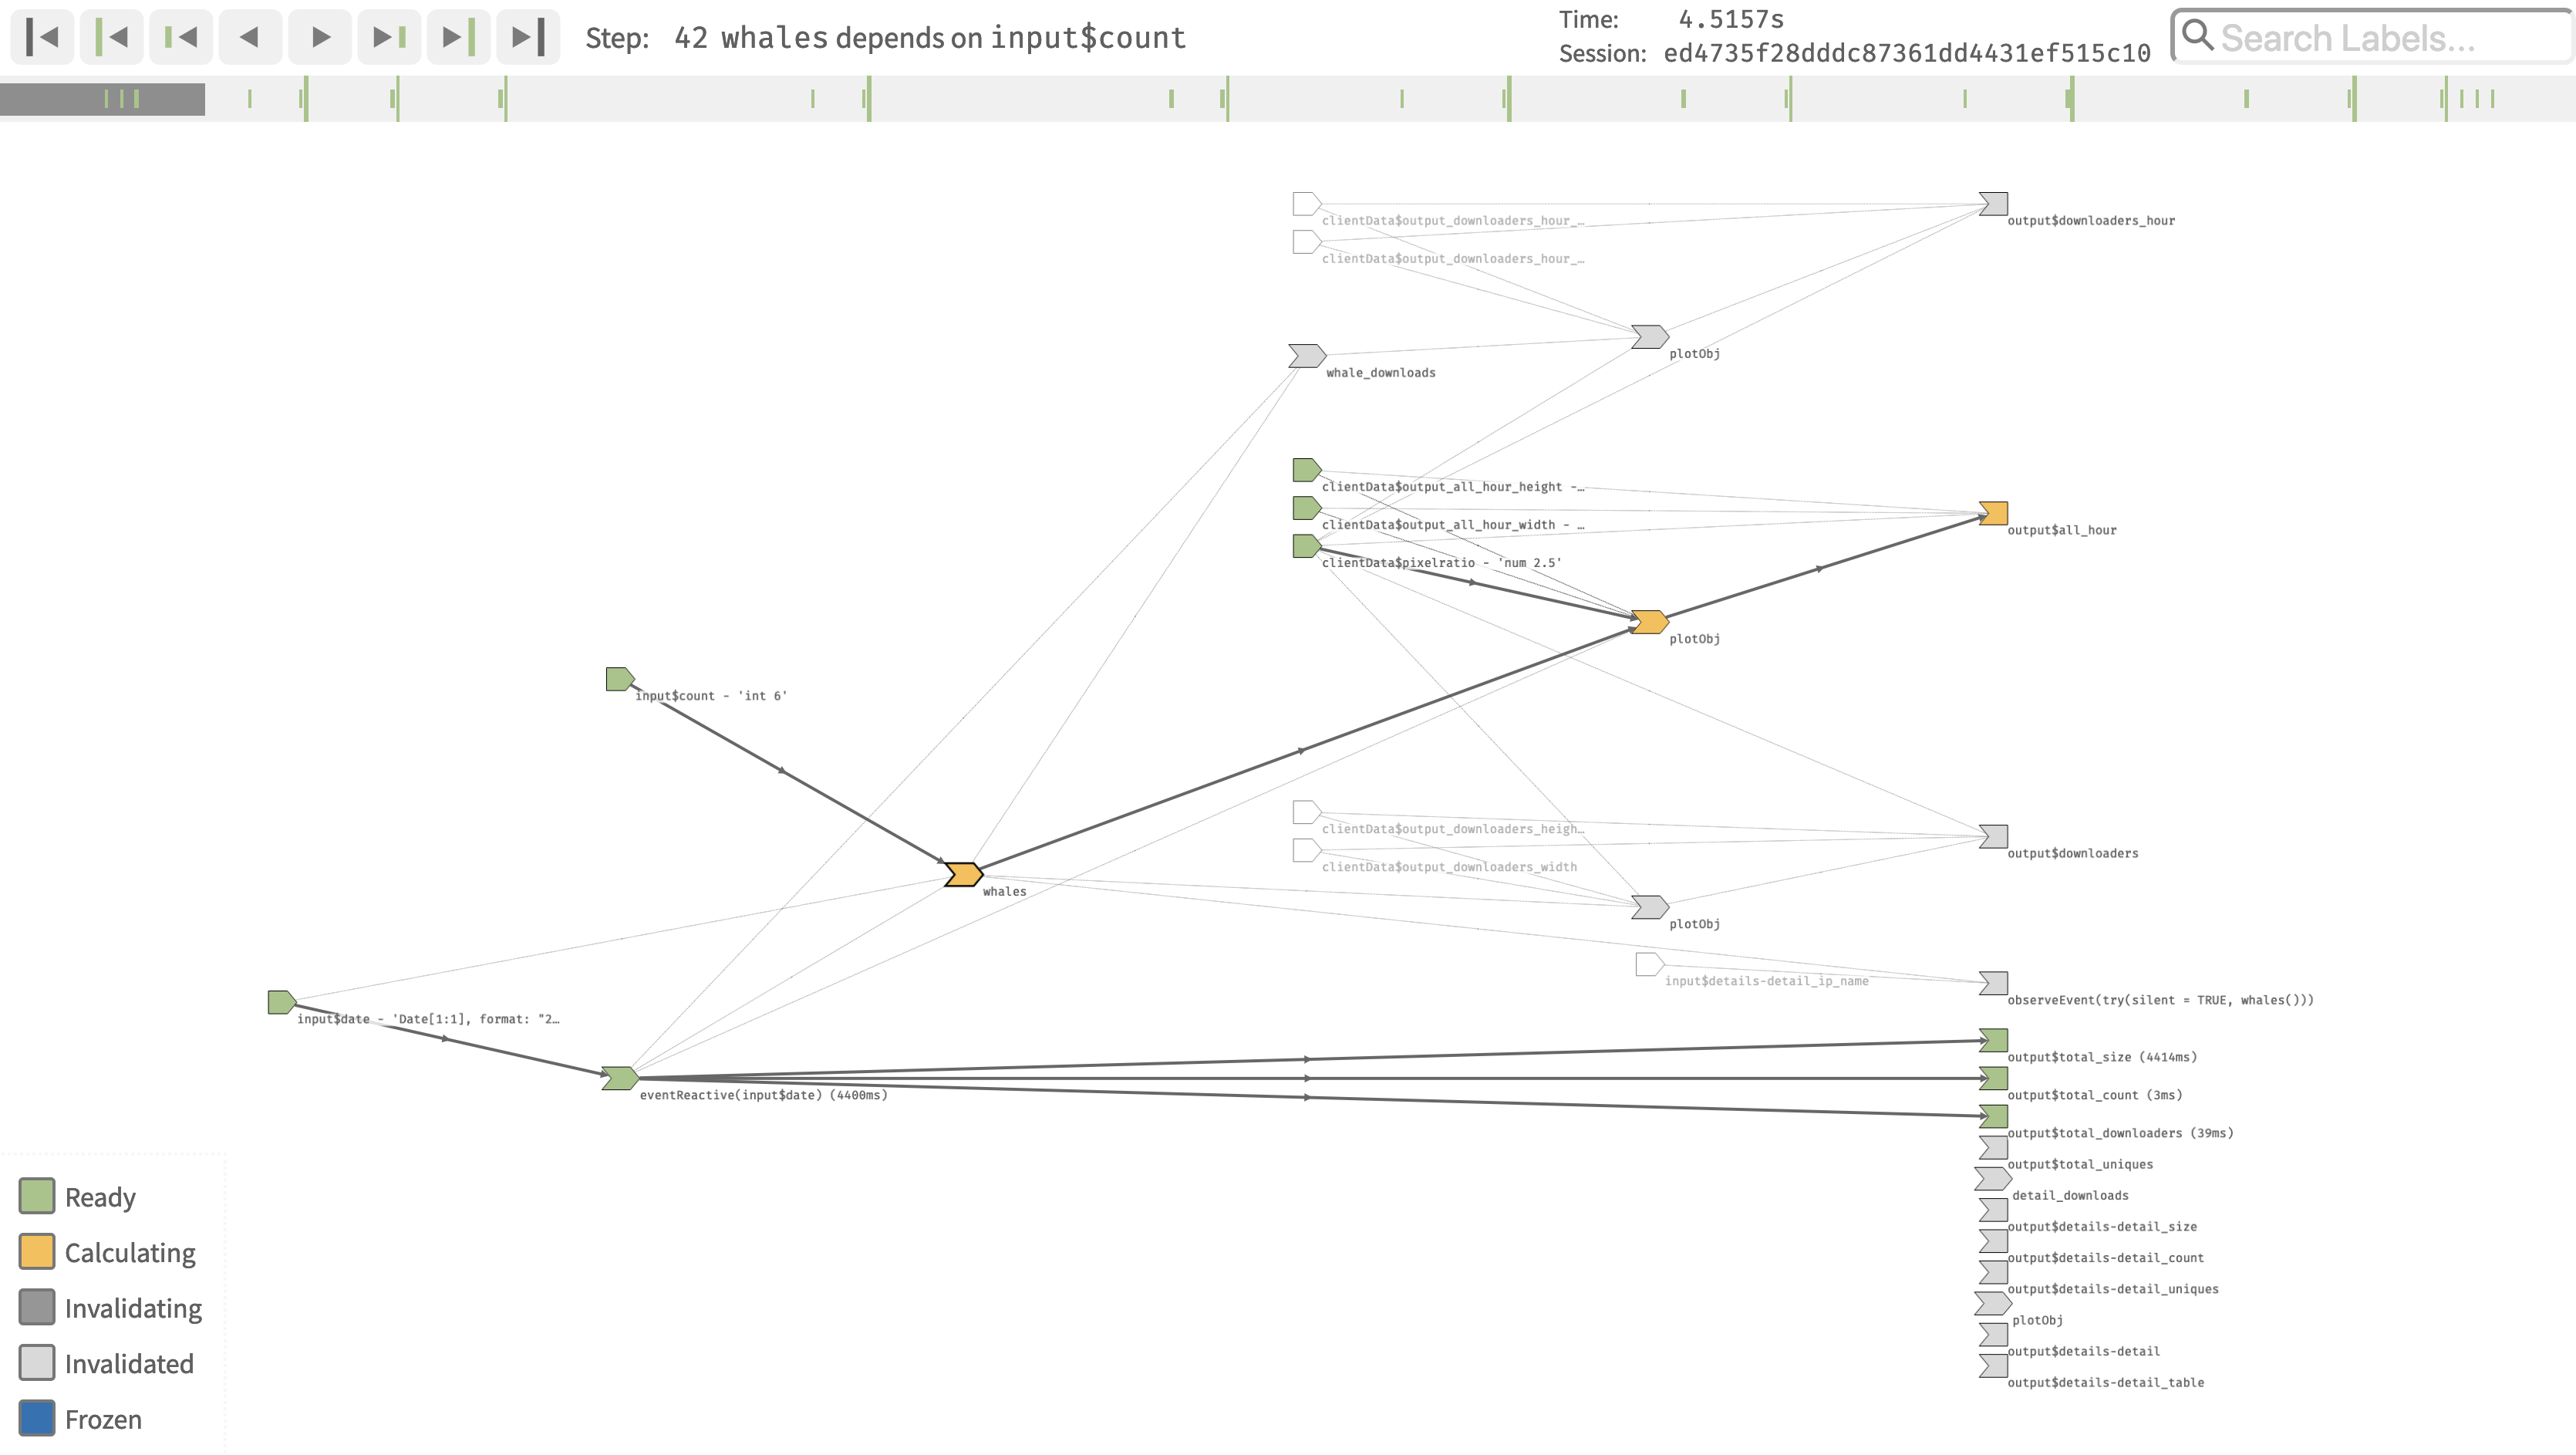 Step: 42 whales depends on input$count
Time: 4.5157s
Session: ed4735f28dddc87361dd4431ef515c10
Search Labels...
clientData$output_downloaders_hour_…
output$downloaders_hour
clientData$output_downloaders_hour_…
plotObj
whale_downloads
clientData$output_all_hour_height -…
clientData$output_all_hour_width - …
output$all_hour
clientData$pixelratio - 'num 2.5'
plotObj
input$count - 'int 6'
clientData$output_downloaders_heigh…
output$downloaders
clientData$output_downloaders_width
whales
plotObj
input$details-detail_ip_name
observeEvent(try(silent = TRUE, whales()))
input$date - 'Date[1:1], format: "2…
output$total_size (4414ms)
eventReactive(input$date) (4400ms)
output$total_count (3ms)
output$total_downloaders (39ms)
output$total_uniques
detail_downloads
output$details-detail_size
output$details-detail_count
output$details-detail_uniques
plotObj
output$details-detail
output$details-detail_table
Ready
Calculating
Invalidating
Invalidated
Frozen